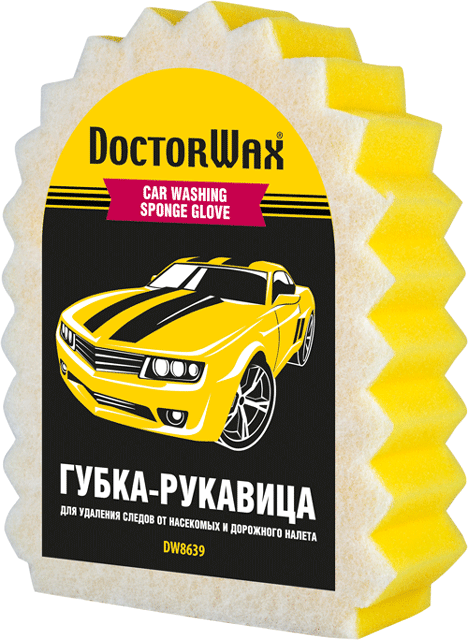 DOCTORWAX®
CAR WASHING
SPONGE GLOVE
ГУБКА-РУКАВИЦА
ДЛЯ УДАЛЕНИЯ СЛЕДОВ ОТ НАСЕКОМЫХ И ДОРОЖНОГО НАЛЕТА
DW8639